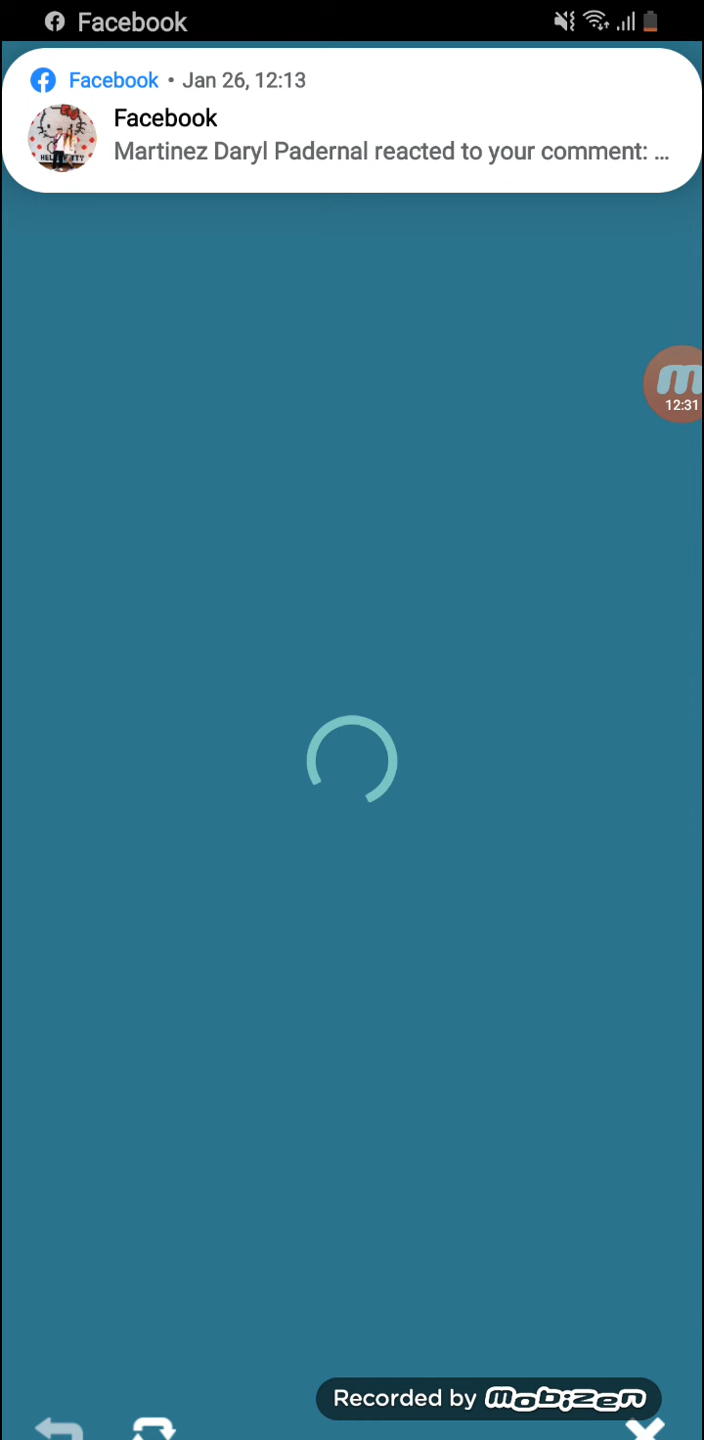 Facebook
Facebook • Jan 26, 12:13
Facebook
Martinez Daryl Padernal reacted to your comment: ...
m
12:31
Recorded by mobizen